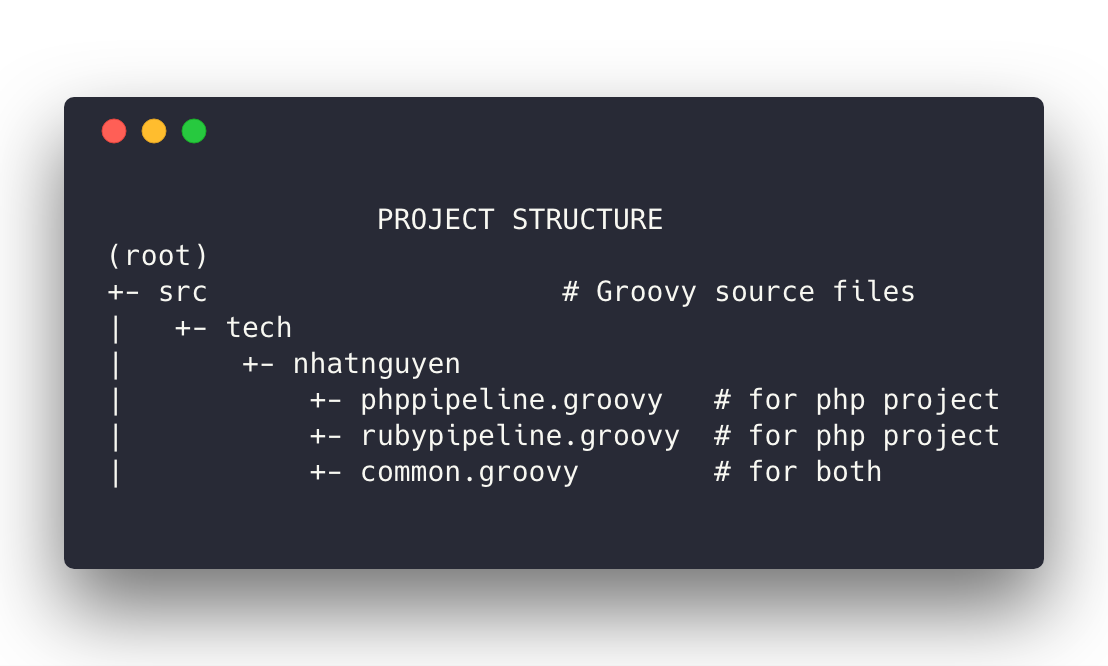 PROJECT STRUCTURE
(root)
+- src                     # Groovy source files
|   +- tech
|       +- nhatnguyen
|           +- phppipeline.groovy   # for php project
|           +- rubypipeline.groovy  # for php project
|           +- common.groovy        # for both